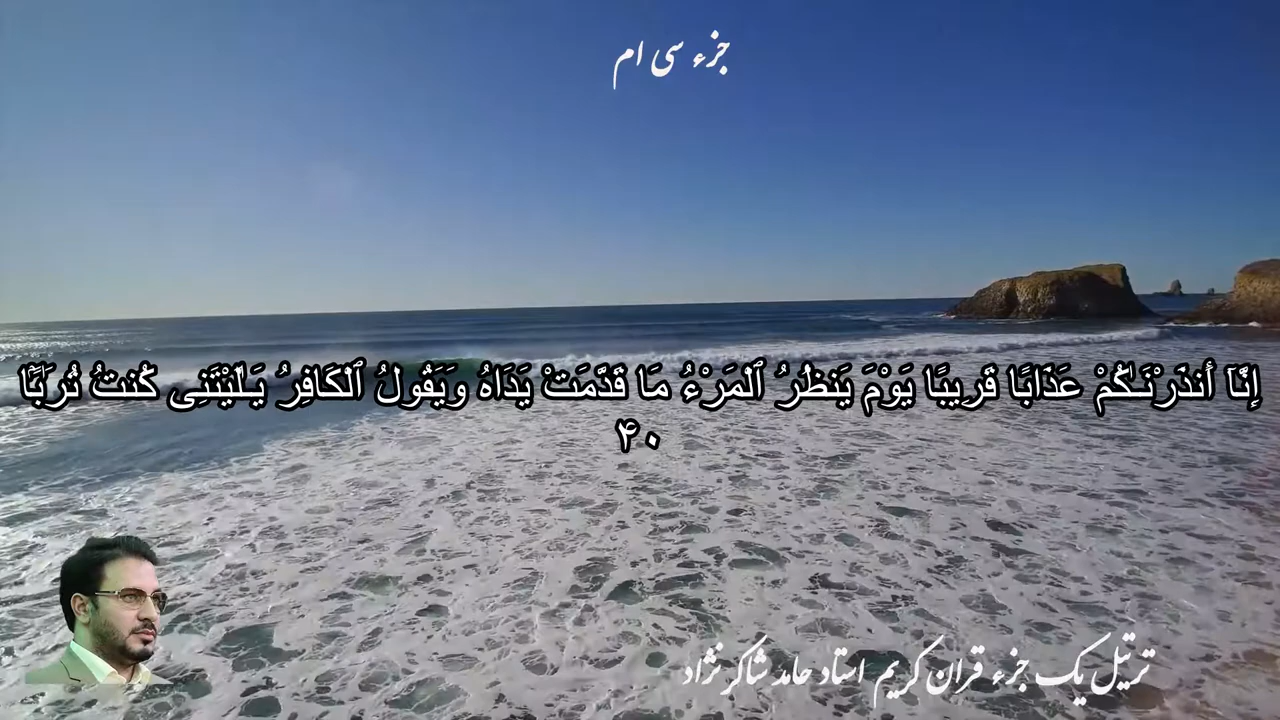 جزء سی ام
إِنَّآ أَنذَرْنَـٰكُمْ عَذَابًا قَرِيبًا يَوْمَ يَنظُرُ ٱلْمَرْءُ مَا قَدَّمَتْ يَدَاهُ وَيَقُولُ ٱلْكَافِرُ يَـٰلَيْتَنِى كُنتُ تُرَٰبًۢا
۴۰
ترتیل یک جزء قران کریم استاد حامد شاکرنژاد